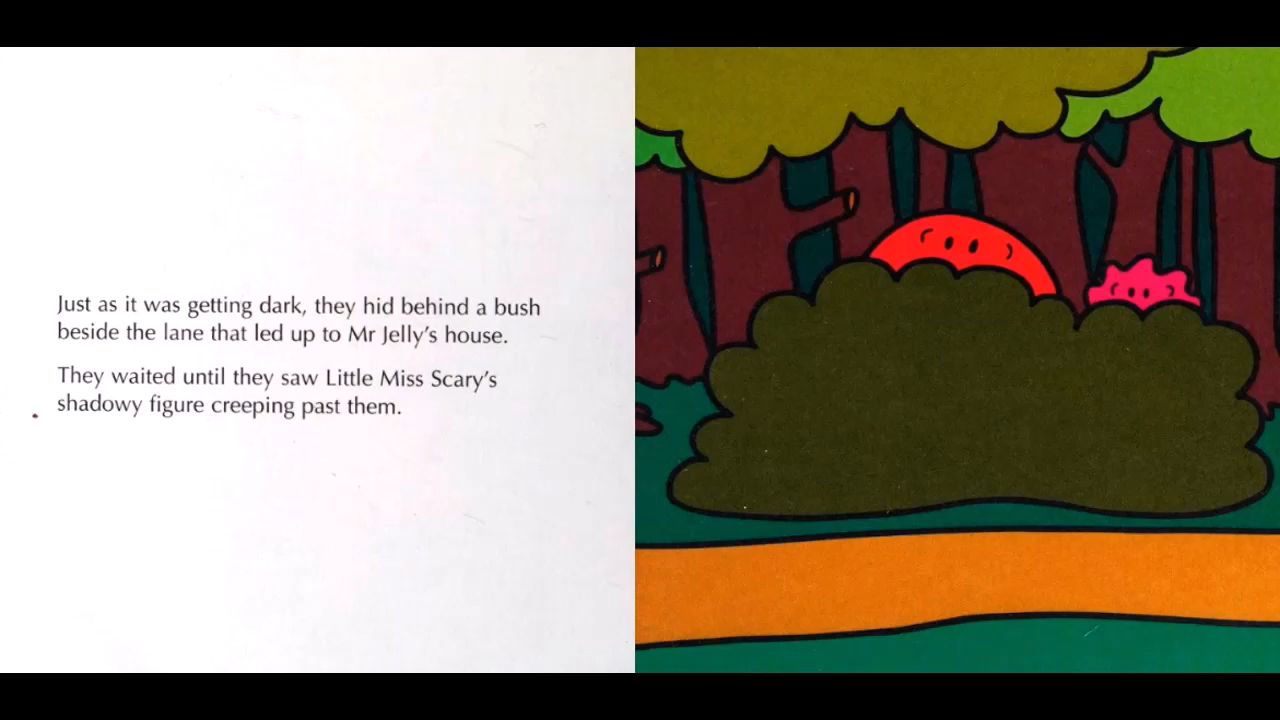 Just as it was getting dark, they hid behind a bush
beside the lane that led up to Mr Jelly's house.
They waited until they saw Little Miss Scary's
shadowy figure creeping past them.